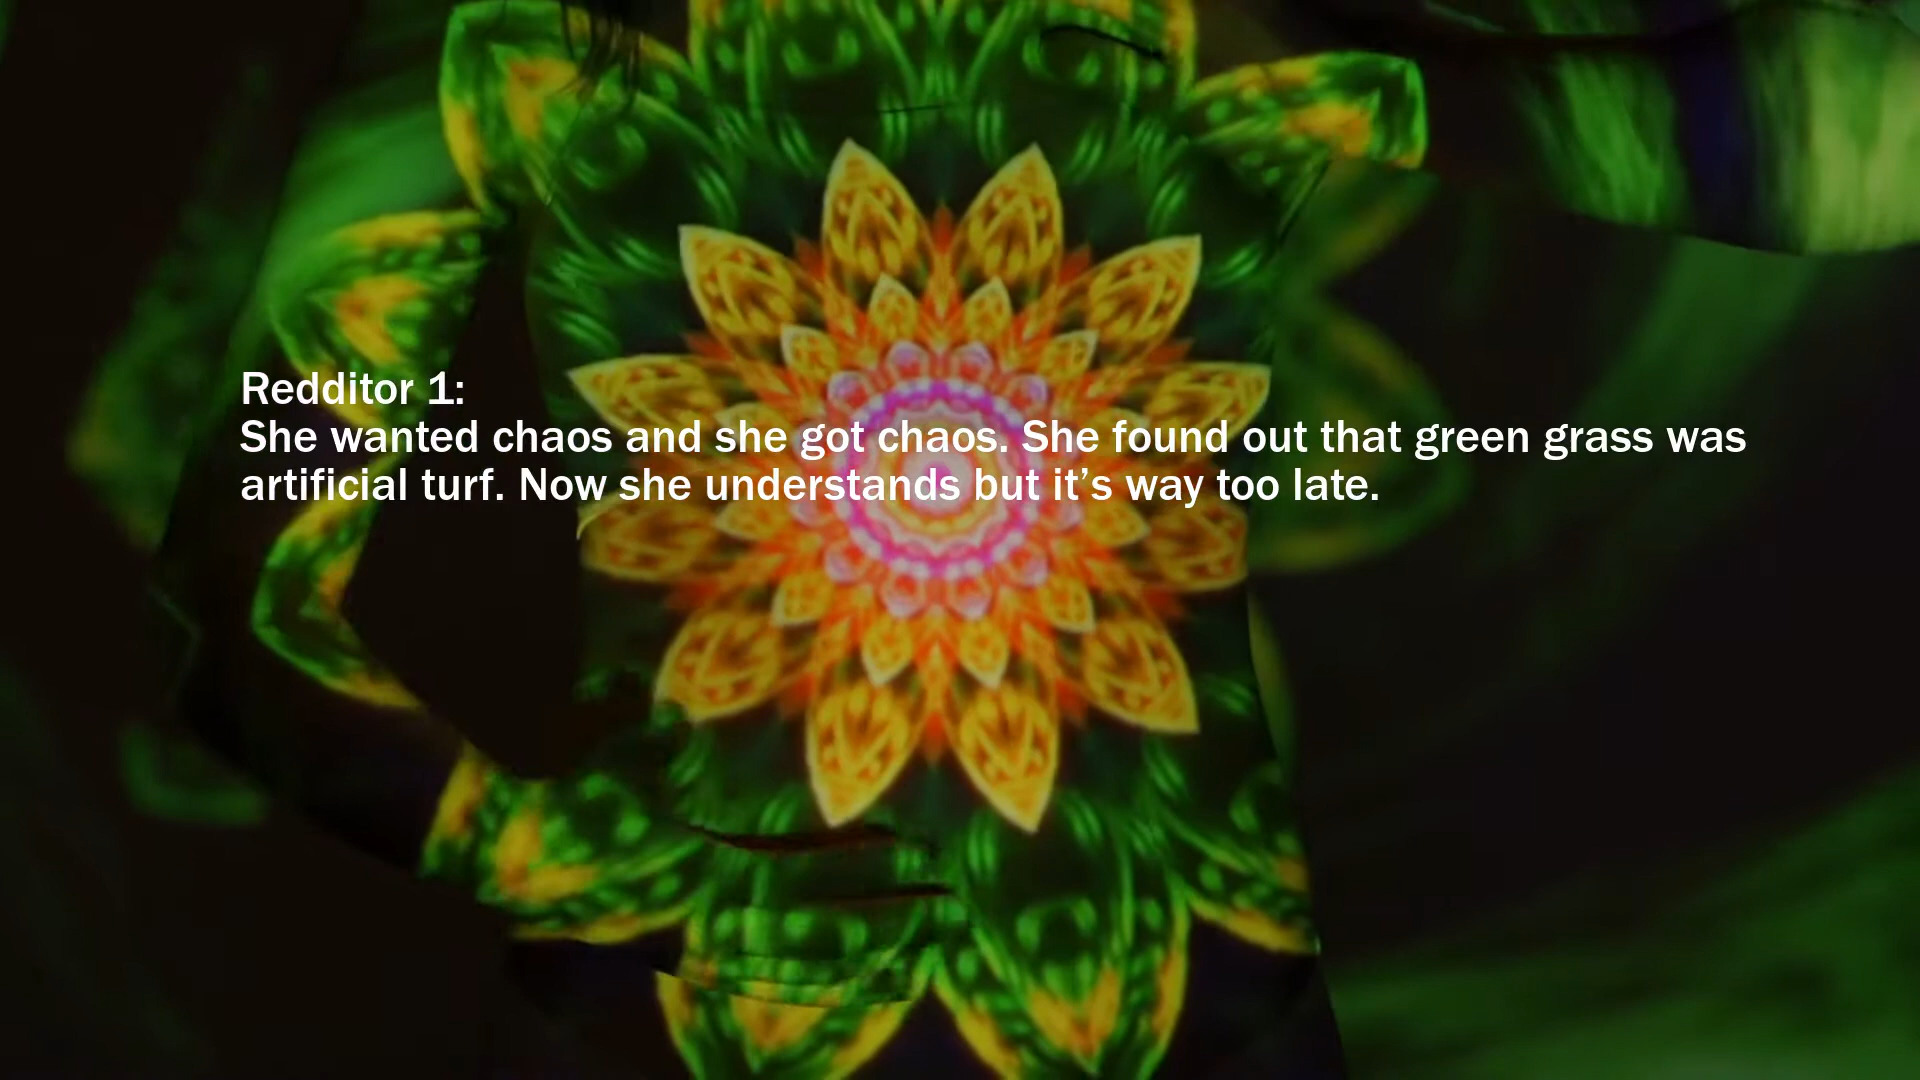 Redditor 1:
She wanted chaos and she got chaos. She found out that green grass was
artificial turf. Now she understands but it’s way too late.